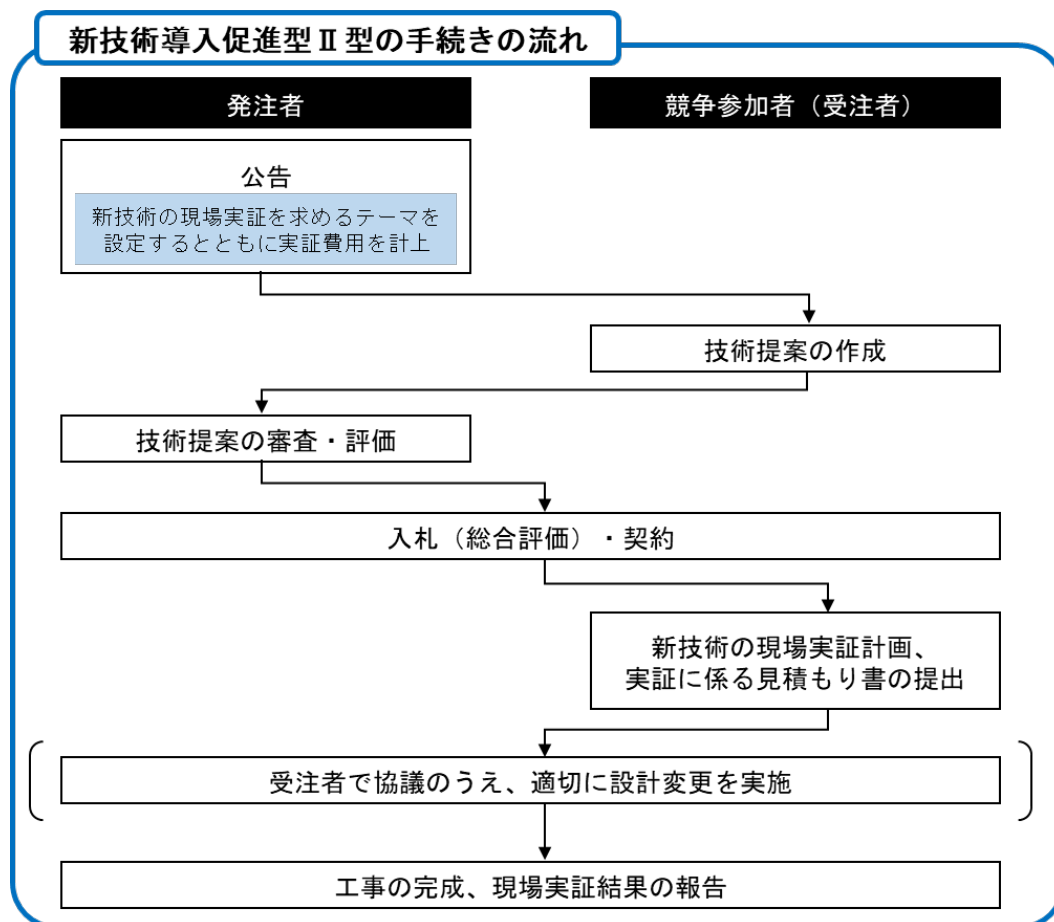 新技術導入促進型Ⅱ型の手続きの流れ
発注者
競争参加者（受注者）
公告
新技術の現場実証を求めるテーマを
設定するとともに実証費用を計上
技術提案の作成
技術提案の審査・評価
入札（総合評価）・契約
新技術の現場実証計画、
実証に係る見積もり書の提出
受注者で協議のうえ、適切に設計変更を実施
工事の完成、現場実証結果の報告